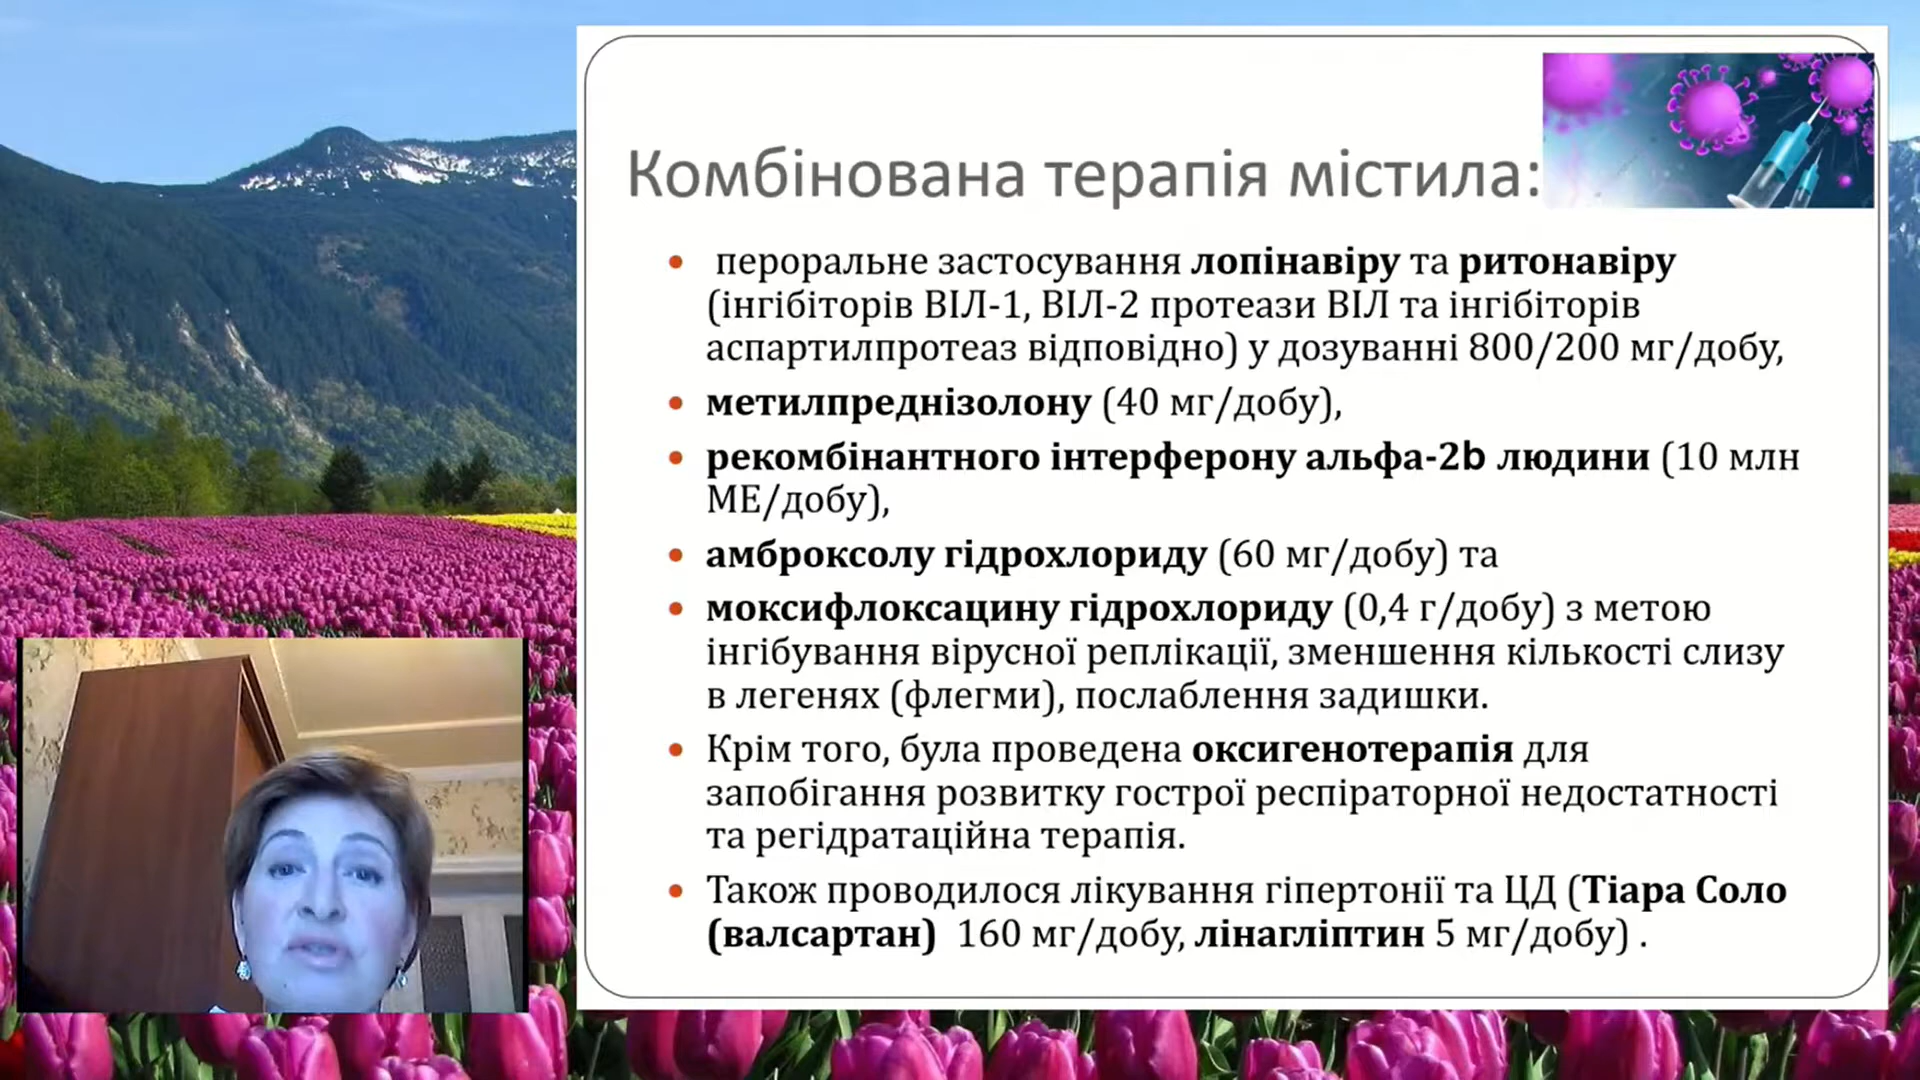 Комбінована терапія містила:
• пероральне застосування лопінавіру та ритонавіру
(інгібіторів ВІЛ-1, ВІЛ-2 протеази ВІЛ та інгібіторів
аспартилпротеаз відповідно) у дозуванні 800/200 мг/добу,
• метилпреднізолону (40 мг/добу),
• рекомбінантного інтерферону альфа-2b людини (10 млн
МЕ/добу),
• амброксолу гідрохлориду (60 мг/добу) та
• моксифлоксацину гідрохлориду (0,4 г/добу) з метою
інгібування вірусної реплікації, зменшення кількості слизу
в легенях (флегми), послаблення задишки.
• Крім того, була проведена оксигенотерапія для
запобігання розвитку гострої респіраторної недостатності
та регідратаційна терапія.
• Також проводилося лікування гіпертонії та ЦД (Тіара Соло
(валсартан) 160 мг/добу, лінагліптин 5 мг/добу) .